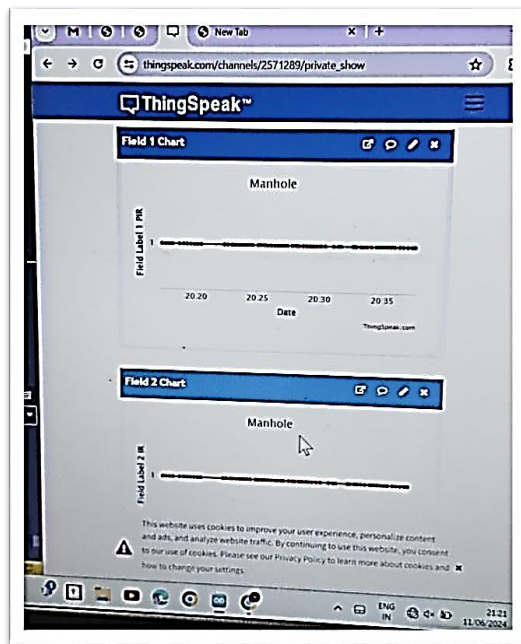 New Tab
thingspeak.com/channels/2571289/private_show
ThingSpeak™
Field 1 Chart
Manhole
Field Label 1 PIR
1
20:20 20:25 20:30 20:35
Date
ThingSpeak.com
Field 2 Chart
Manhole
Field Label 2 IR
1
This website uses cookies to improve your user experience, personalize content
and ads, and analyze website traffic. By continuing to use this website, you consent
to our use of cookies. Please see our Privacy Policy to learn more about cookies and
how to change your settings.
ENG
IN
21:21
11/06/2024